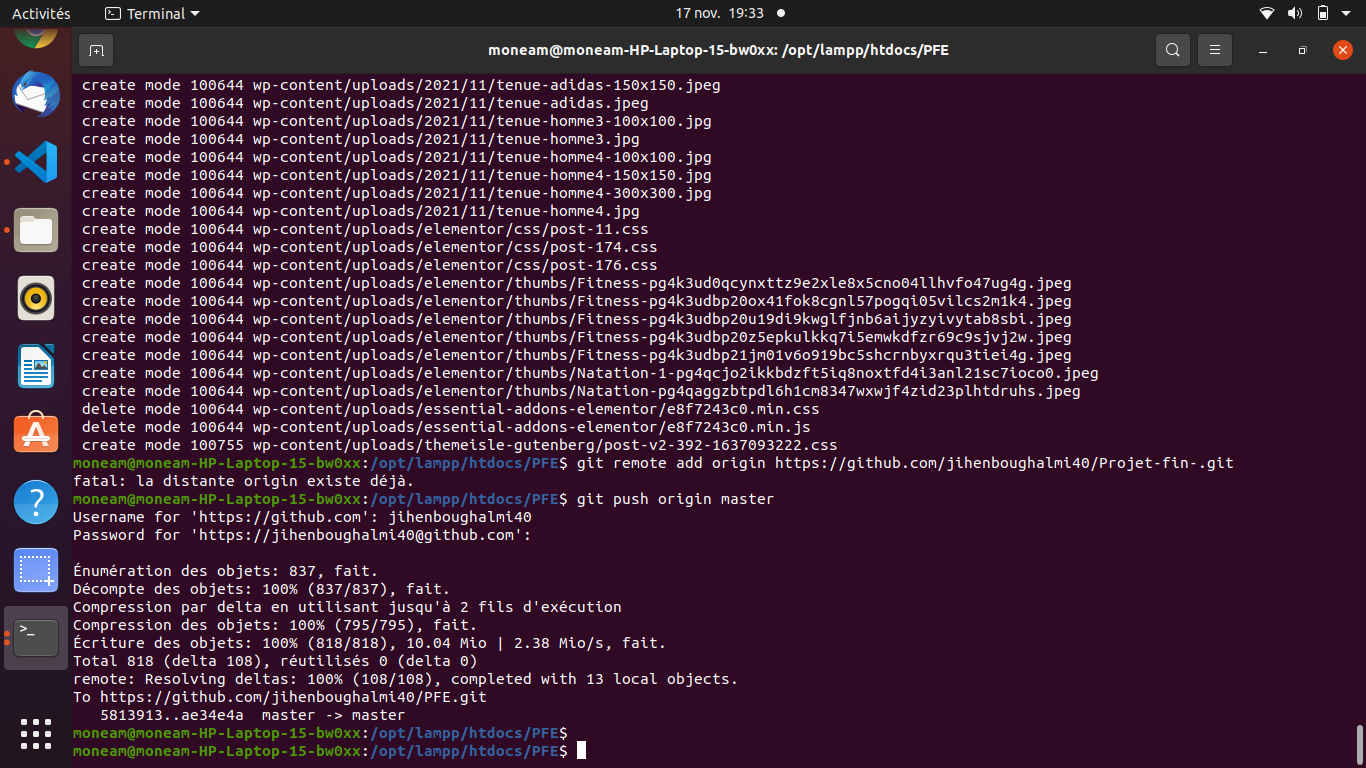 Activités Terminal 17 nov. 19:33
moneam@moneam-HP-Laptop-15-bw0xx: /opt/lampp/htdocs/PFE
create mode 100644 wp-content/uploads/2021/11/tenue-adidas-150x150.jpeg
create mode 100644 wp-content/uploads/2021/11/tenue-adidas.jpeg
create mode 100644 wp-content/uploads/2021/11/tenue-homme3-100x100.jpg
create mode 100644 wp-content/uploads/2021/11/tenue-homme3.jpg
create mode 100644 wp-content/uploads/2021/11/tenue-homme4-100x100.jpg
create mode 100644 wp-content/uploads/2021/11/tenue-homme4-150x150.jpg
create mode 100644 wp-content/uploads/2021/11/tenue-homme4-300x300.jpg
create mode 100644 wp-content/uploads/2021/11/tenue-homme4.jpg
create mode 100644 wp-content/uploads/elementor/css/post-11.css
create mode 100644 wp-content/uploads/elementor/css/post-174.css
create mode 100644 wp-content/uploads/elementor/css/post-176.css
create mode 100644 wp-content/uploads/elementor/thumbs/Fitness-pg4k3ud0qcynxttz9e2xle8x5cno04llhvfo47ug4g.jpeg
create mode 100644 wp-content/uploads/elementor/thumbs/Fitness-pg4k3udbp20ox41fok8cgnl57pogqi05vilcs2m1k4.jpeg
create mode 100644 wp-content/uploads/elementor/thumbs/Fitness-pg4k3udbp20u19di9kwglfjnb6aijyzyivytab8sbi.jpeg
create mode 100644 wp-content/uploads/elementor/thumbs/Fitness-pg4k3udbp20z5epkulkkq7i5emwkdfzr69c9sjvj2w.jpeg
create mode 100644 wp-content/uploads/elementor/thumbs/Fitness-pg4k3udbp21jm01v6o919bc5shcrnbyxrqu3tiei4g.jpeg
create mode 100644 wp-content/uploads/elementor/thumbs/Natation-1-pg4qcjo2ikkbdzft5iq8noxtfd4i3anl21sc7ioco0.jpeg
create mode 100644 wp-content/uploads/elementor/thumbs/Natation-pg4qaggzbtpdl6h1cm8347wxwjf4zid23plhtdruhs.jpeg
delete mode 100644 wp-content/uploads/essential-addons-elementor/e8f7243c0.min.css
delete mode 100644 wp-content/uploads/essential-addons-elementor/e8f7243c0.min.js
create mode 100755 wp-content/uploads/themeisle-gutenberg/post-v2-392-1637093222.css
moneam@moneam-HP-Laptop-15-bw0xx:/opt/lampp/htdocs/PFE$ git remote add origin https://github.com/jihenboughalmi40/Projet-fin-.git
fatal: la distante origin existe déjà.
moneam@moneam-HP-Laptop-15-bw0xx:/opt/lampp/htdocs/PFE$ git push origin master
Username for 'https://github.com': jihenboughalmi40
Password for 'https://jihenboughalmi40@github.com':
Énumération des objets: 837, fait.
Décompte des objets: 100% (837/837), fait.
Compression par delta en utilisant jusqu'à 2 fils d'exécution
Compression des objets: 100% (795/795), fait.
Écriture des objets: 100% (818/818), 10.04 Mio | 2.38 Mio/s, fait.
Total 818 (delta 108), réutilisés 0 (delta 0)
remote: Resolving deltas: 100% (108/108), completed with 13 local objects.
To https://github.com/jihenboughalmi40/PFE.git
5813913..ae34e4a master -> master
moneam@moneam-HP-Laptop-15-bw0xx:/opt/lampp/htdocs/PFE$
moneam@moneam-HP-Laptop-15-bw0xx:/opt/lampp/htdocs/PFE$